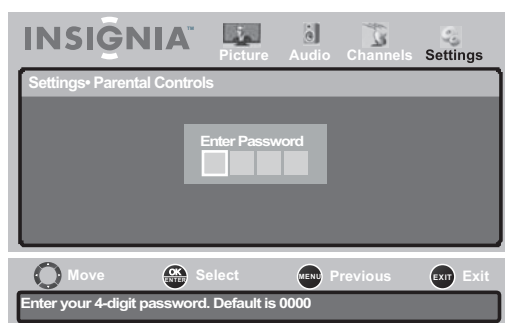 INSIGNIA™
Picture Audio Channels Settings
Settings• Parental Controls
Enter Password
Move OK ENTER Select MENU Previous EXIT Exit
Enter your 4-digit password. Default is 0000